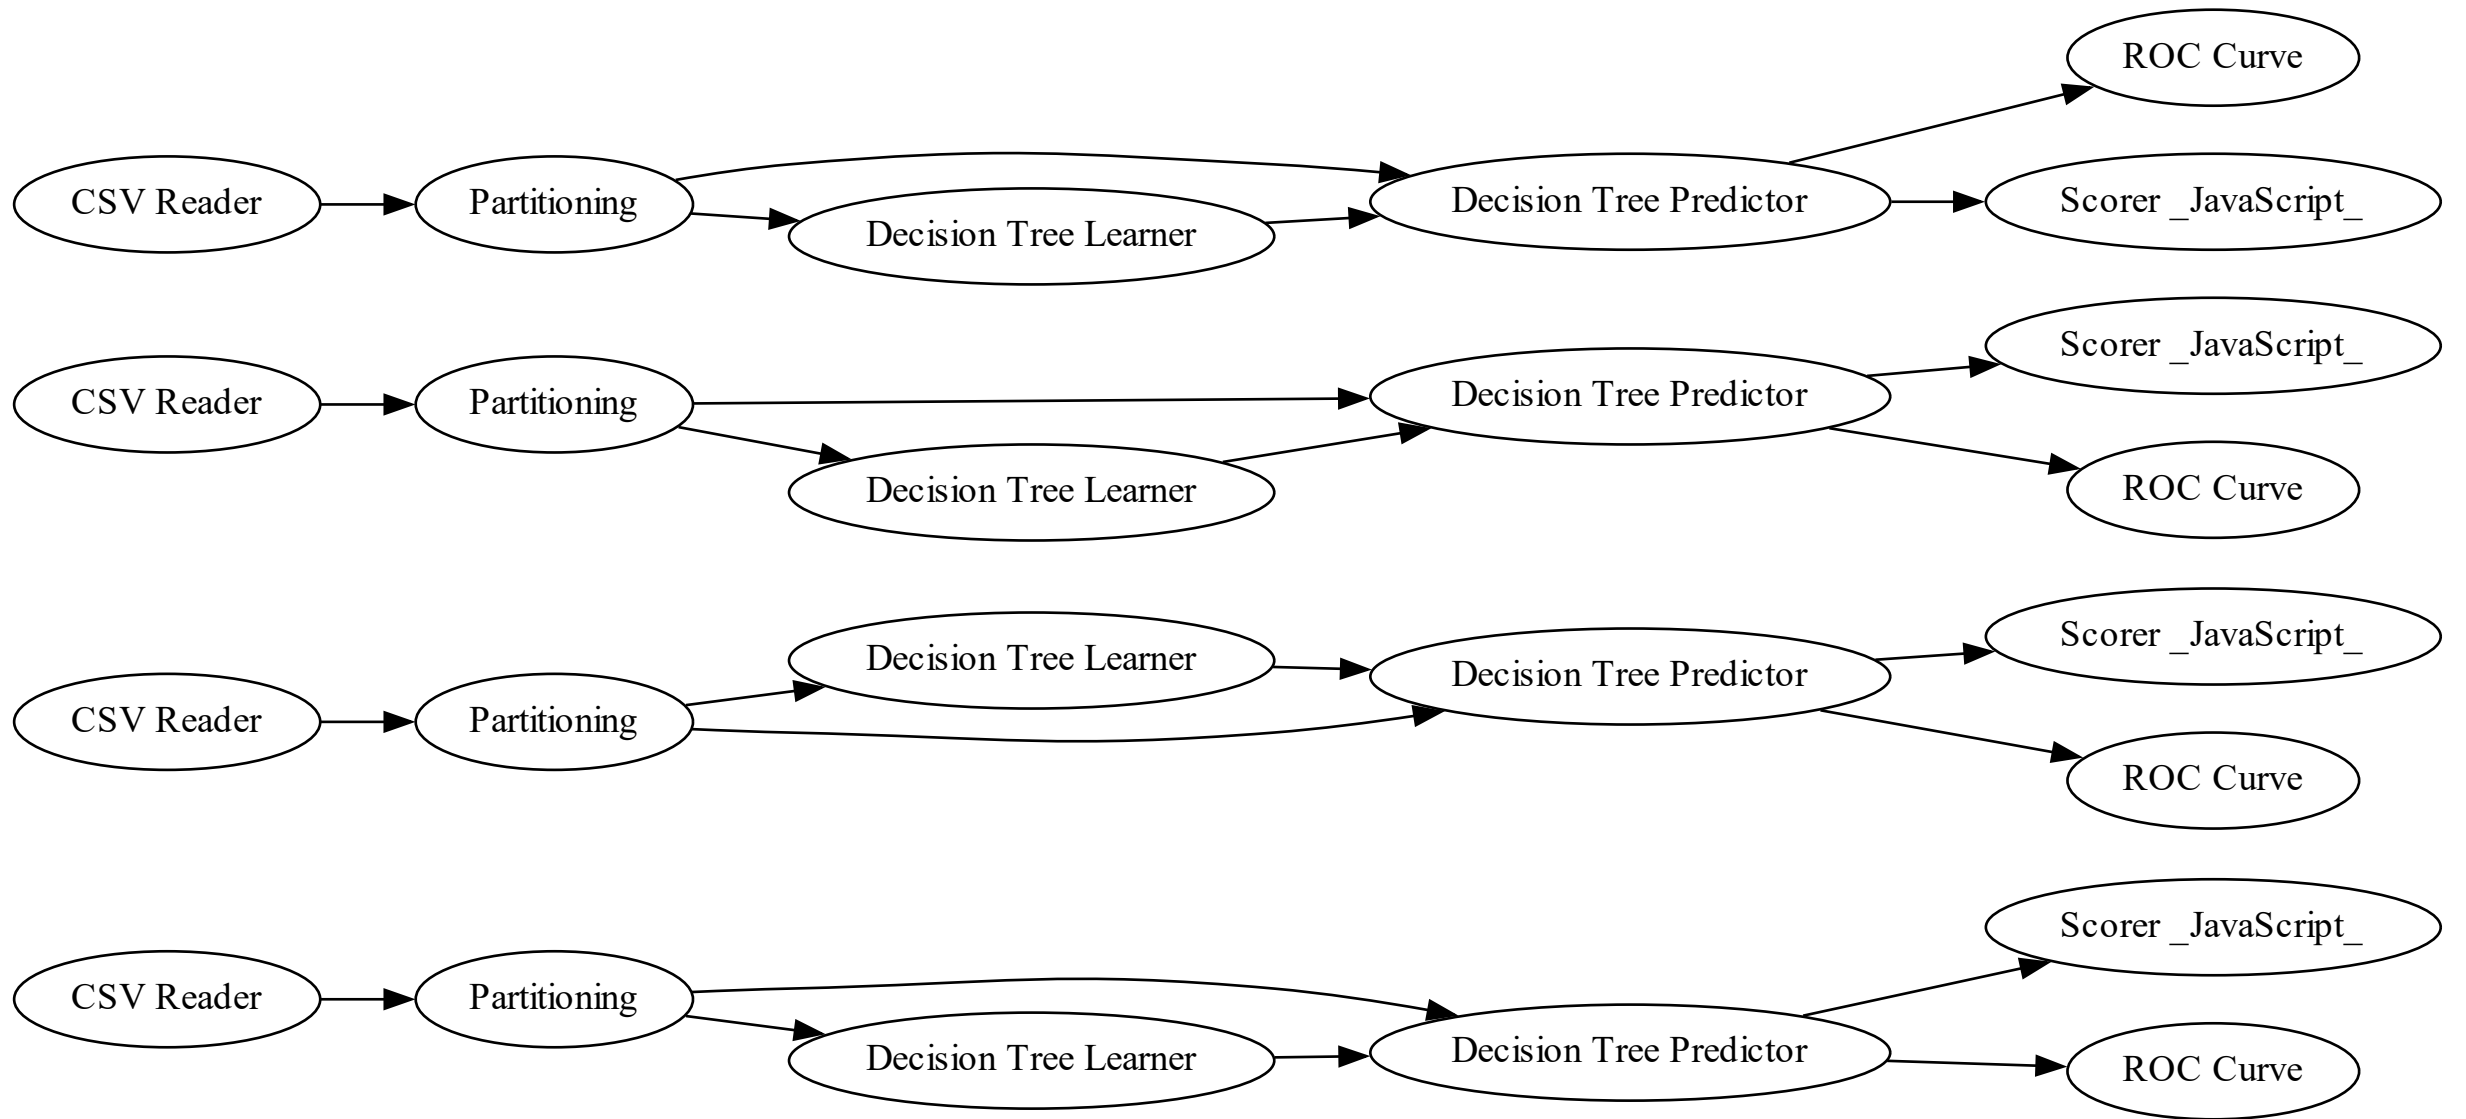 ROC Curve
CSV Reader
Partitioning
Decision Tree Learner
Decision Tree Predictor
Scorer _JavaScript_
CSV Reader
Partitioning
Decision Tree Learner
Decision Tree Predictor
Scorer _JavaScript_
ROC Curve
CSV Reader
Partitioning
Decision Tree Learner
Decision Tree Predictor
Scorer _JavaScript_
ROC Curve
CSV Reader
Partitioning
Decision Tree Learner
Decision Tree Predictor
Scorer _JavaScript_
ROC Curve